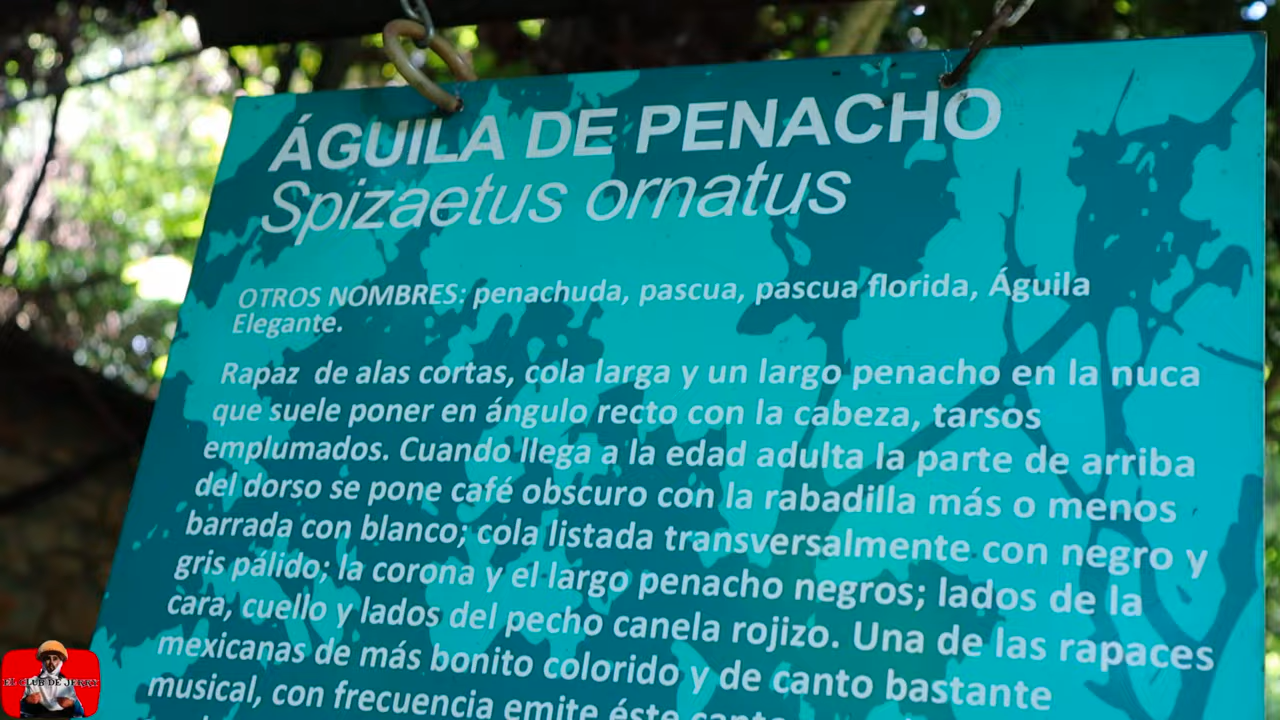 ÁGUILA DE PENACHO
Spizaetus ornatus
OTROS NOMBRES: penachuda, pascua, pascua florida, Águila
Elegante.
Rapaz de alas cortas, cola larga y un largo penacho en la nuca
que suele poner en ángulo recto con la cabeza, tarsos
emplumados. Cuando llega a la edad adulta la parte de arriba
del dorso se pone café obscuro con la rabadilla más o menos
barrada con blanco; cola listada transversalmente con negro y
gris pálido; la corona y el largo penacho negros; lados de la
cara, cuello y lados del pecho canela rojizo. Una de las rapaces
mexicanas de más bonito colorido y de canto bastante
musical, con frecuencia emite éste
EL CLUB DE JERRY